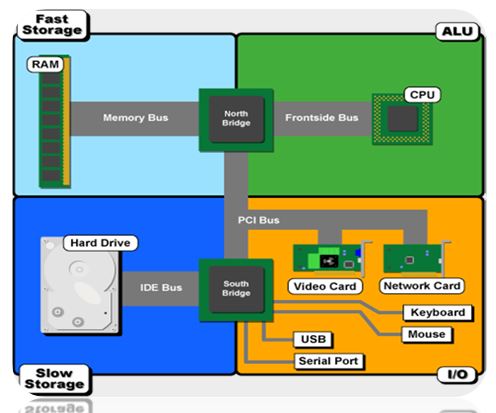 Fast
Storage
ALU
RAM
CPU
North
Bridge
Memory Bus
Frontside Bus
PCI Bus
Hard Drive
Video Card
Network Card
IDE Bus
South
Bridge
Keyboard
Mouse
USB
Serial Port
Slow
Storage
I/O